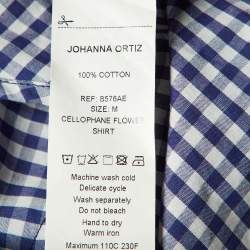 JOHANNA ORTIZ
100% COTTON
REF: 8576AE
SIZE: M
CELLOPHANE FLOWER
SHIRT
Machine wash cold
Delicate cycle
Wash separately
Do not bleach
Hand to dry
Warm iron
Maximum 110C 230F